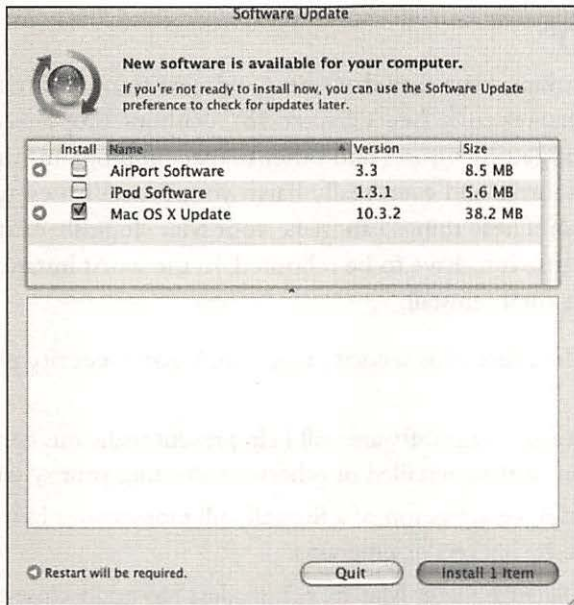 Software Update
New software is available for your computer.
If you're not ready to install now, you can use the Software Update
preference to check for updates later.
Install Name Version Size
AirPort Software 3.3 8.5 MB
iPod Software 1.3.1 5.6 MB
Mac OS X Update 10.3.2 38.2 MB
Restart will be required.
Quit
Install 1 Item